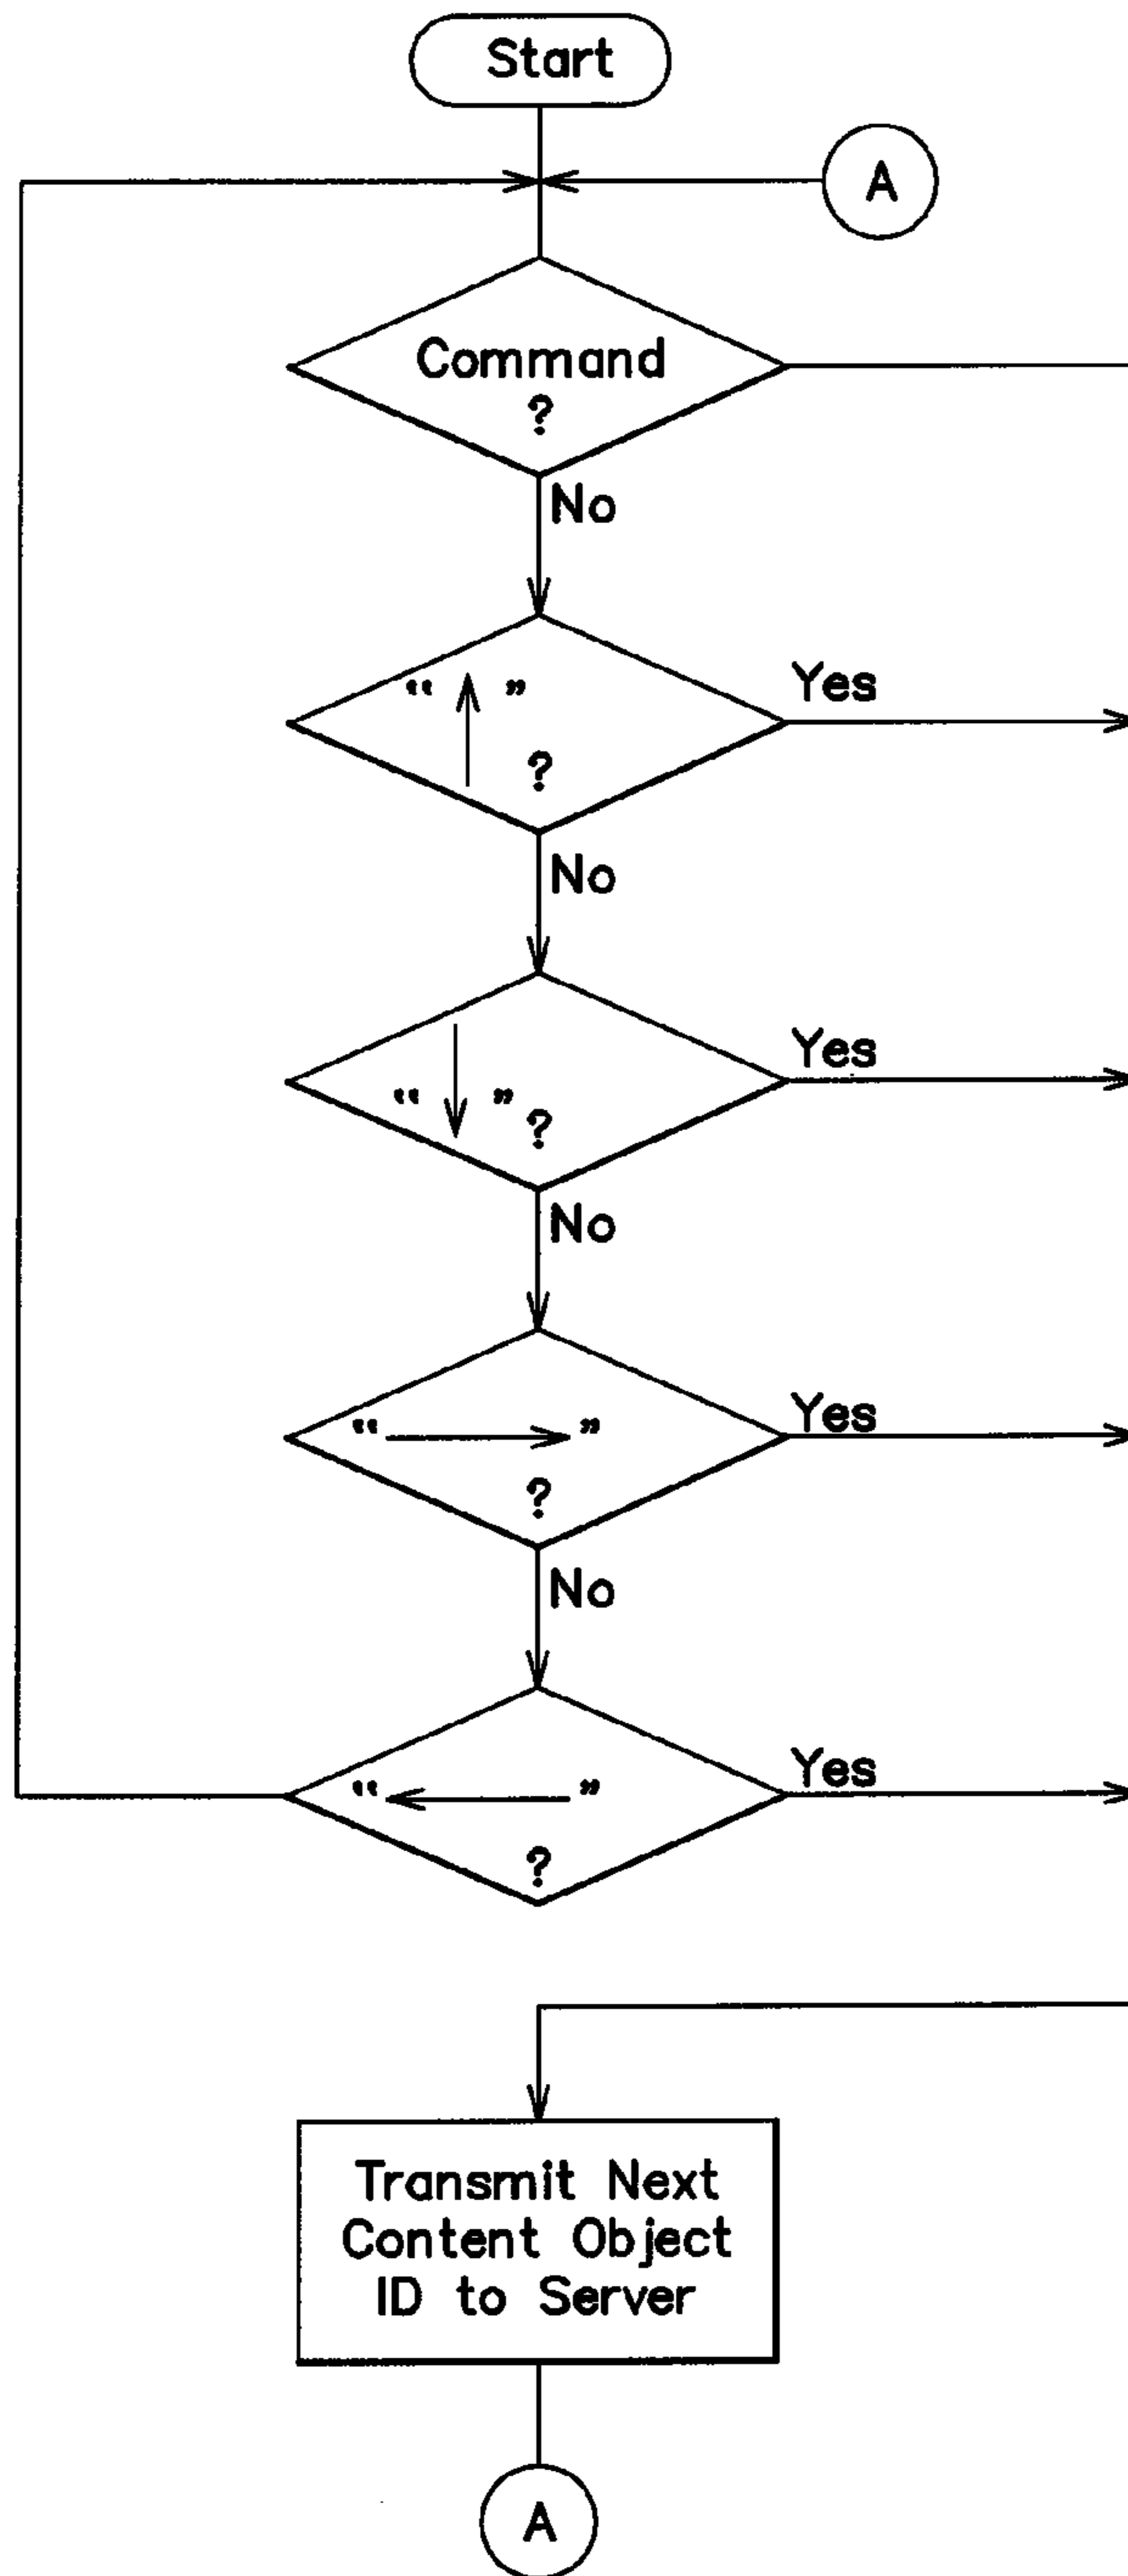 Start
A
Command
?
No
“ ↑ ”
?
Yes
No
“ ↓ ”
?
Yes
No
“ → ”
?
Yes
No
“ ← ”
?
Yes
Transmit Next
Content Object
ID to Server
A